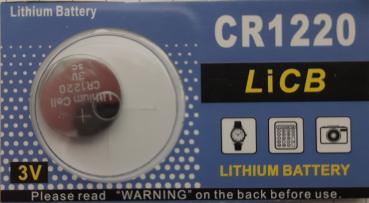 Lithium Battery
CR1220
LiCB
Lithium Cell
CR1220
3V
SC
+
3V
LITHIUM BATTERY
Please read "WARNING" on the back before use.